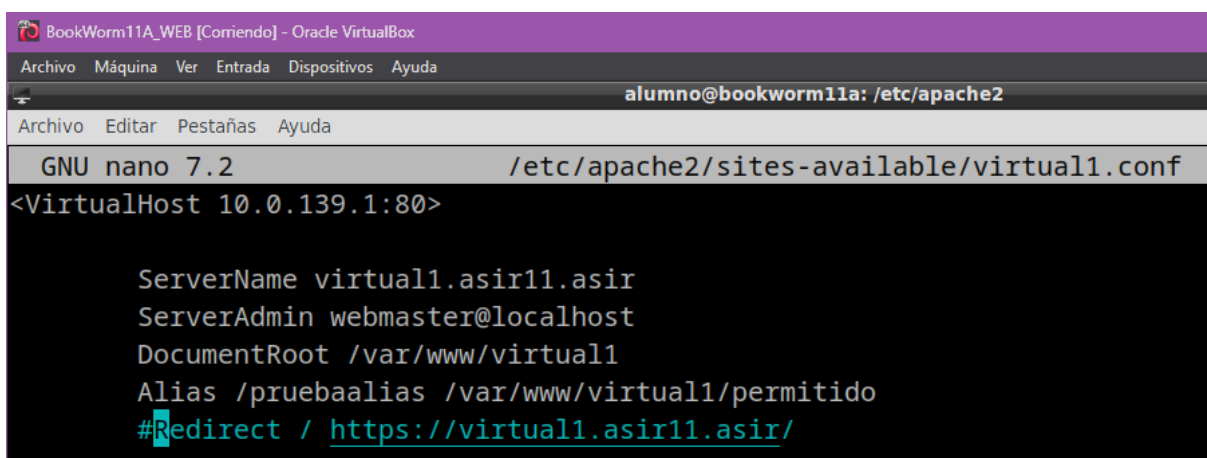 BookWorm11A_WEB [Corriendo] - Oracle VirtualBox
Archivo Máquina Ver Entrada Dispositivos Ayuda
alumno@bookworm11a: /etc/apache2
Archivo Editar Pestañas Ayuda
GNU nano 7.2 /etc/apache2/sites-available/virtual1.conf
<VirtualHost 10.0.139.1:80>
ServerName virtual1.asir11.asir
ServerAdmin webmaster@localhost
DocumentRoot /var/www/virtual1
Alias /pruebaalias /var/www/virtual1/permitido
#Redirect / https://virtual1.asir11.asir/